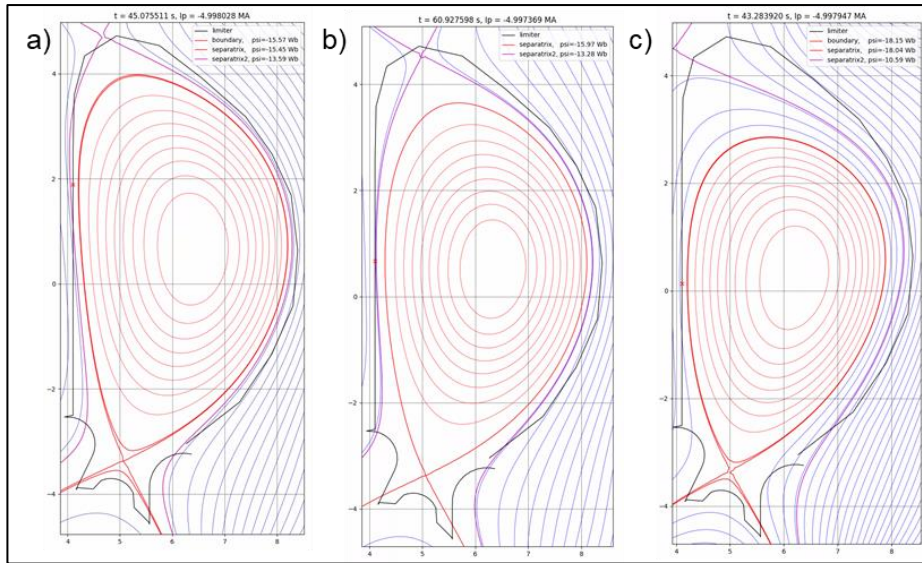 a)
t = 45.075511 s, Ip = -4.998028 MA
limiter
boundary, psi=-15.57 Wb
separatrix, psi=-15.45 Wb
separatrix2, psi=-13.59 Wb
4
2
0
−2
−4
4 5 6 7 8
b)
t = 60.927598 s, Ip = -4.997369 MA
limiter
separatrix, psi=-15.97 Wb
separatrix2, psi=-13.28 Wb
4
2
0
−2
−4
4 5 6 7 8
c)
t = 43.283920 s, Ip = -4.997947 MA
limiter
boundary, psi=-18.15 Wb
separatrix, psi=-18.04 Wb
separatrix2, psi=-10.59 Wb
4
2
0
−2
−4
4 5 6 7 8